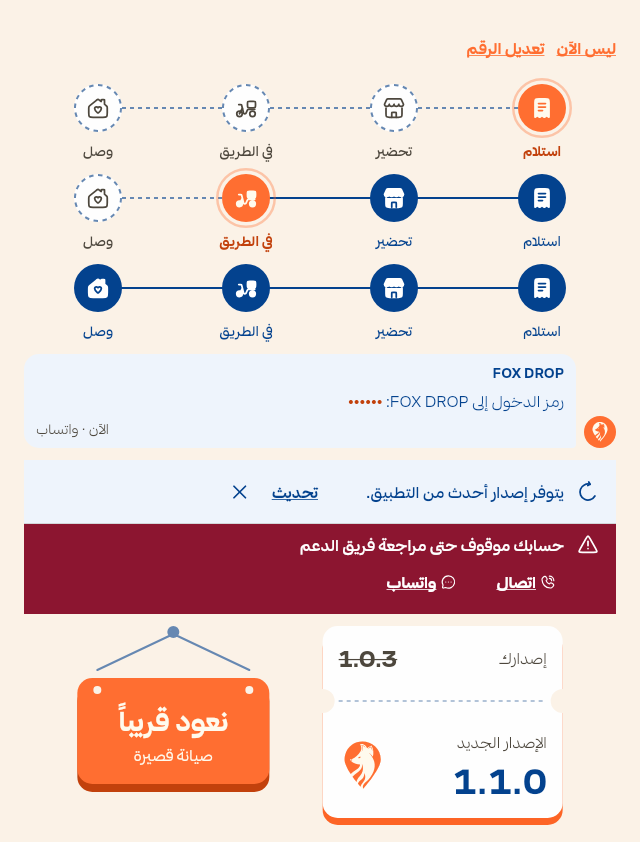 ليس الآن تعديل الرقم
استلام تحضير في الطريق وصل
استلام تحضير في الطريق وصل
استلام تحضير في الطريق وصل
FOX DROP
رمز الدخول إلى FOX DROP: ••••••
الآن · واتساب
يتوفر إصدار أحدث من التطبيق. تحديث
حسابك موقوف حتى مراجعة فريق الدعم
اتصال واتساب
إصدارك 1.0.3
الإصدار الجديد
1.1.0
نعود قريباً
صيانة قصيرة